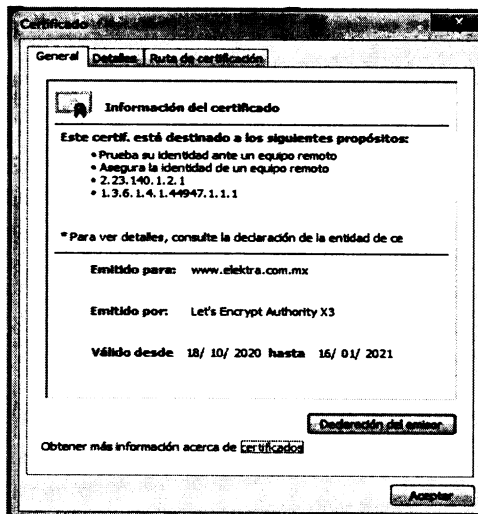 Certificado
General Detalles Ruta de certificación
Información del certificado
Este certif. está destinado a los siguientes propósitos:
• Prueba su identidad ante un equipo remoto
• Asegura la identidad de un equipo remoto
• 2.23.140.1.2.1
• 1.3.6.1.4.1.44947.1.1.1
* Para ver detalles, consulte la declaración de la entidad de ce
Emitido para: www.elektra.com.mx
Emitido por: Let's Encrypt Authority X3
Válido desde 18/ 10/ 2020 hasta 16/ 01/ 2021
Declaración del emisor
Obtener más información acerca de certificados
Aceptar